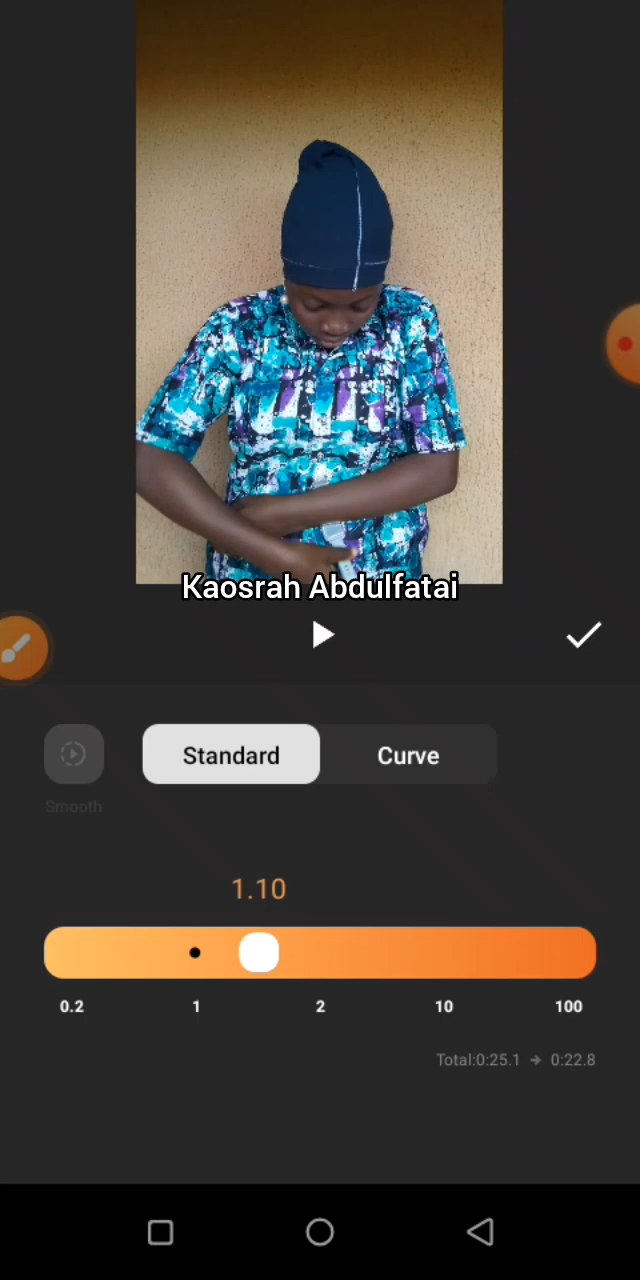 Kaosrah Abdulfatai
Standard
Curve
Smooth
1.10
0.2
1
2
10
100
Total:0:25.1 → 0:22.8